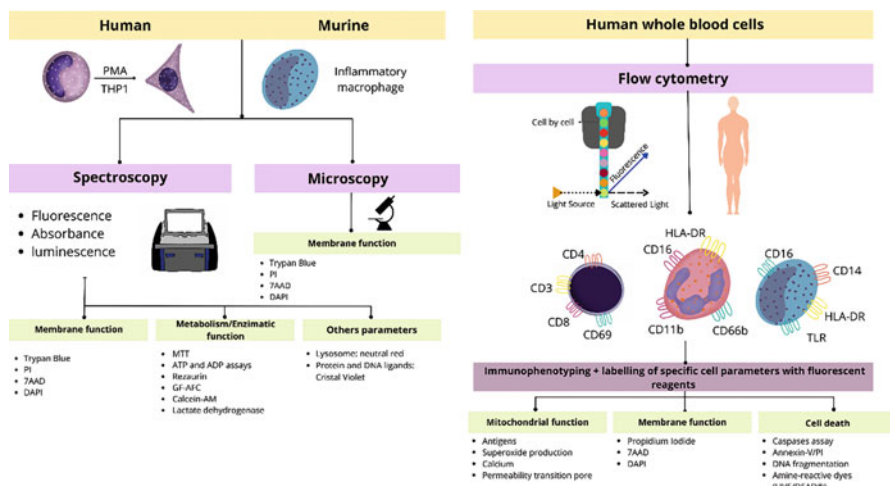 Human
Murine
PMA
THP1
Inflammatory
macrophage
Spectroscopy
• Fluorescence
• Absorbance
• luminescence
Microscopy
Membrane function
• Trypan Blue
• PI
• 7AAD
• DAPI
Membrane function
• Trypan Blue
• PI
• 7AAD
• DAPI
Metabolism/Enzimatic
function
• MTT
• ATP and ADP assays
• Rezaurin
• GF-AFC
• Calcein-AM
• Lactate dehydrogenase
Others parameters
• Lysosome: neutral red
• Protein and DNA ligands:
Cristal Violet
Human whole blood cells
Flow cytometry
Cell by cell
Fluorescence
Light Source
Scattered Light
CD4
CD3
CD8
CD69
HLA-DR
CD16
CD11b
CD66b
CD16
CD14
HLA-DR
TLR
Immunophenotyping + labelling of specific cell parameters with fluorescent
reagents
Mitochondrial function
• Antigens
• Superoxide production
• Calcium
• Permeability transition pore
Membrane function
• Propidium Iodide
• 7AAD
• DAPI
Cell death
• Caspases assay
• Annexin-V/PI
• DNA fragmentation
• Amine-reactive dyes